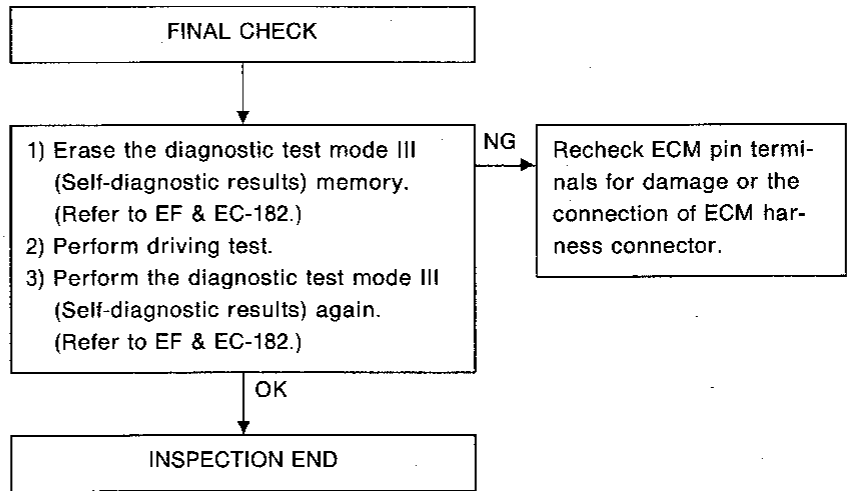 FINAL CHECK
1) Erase the diagnostic test mode III
(Self-diagnostic results) memory.
(Refer to EF & EC-182.)
2) Perform driving test.
3) Perform the diagnostic test mode III
(Self-diagnostic results) again.
(Refer to EF & EC-182.)
NG
Recheck ECM pin termi-
nals for damage or the
connection of ECM har-
ness connector.
OK
INSPECTION END